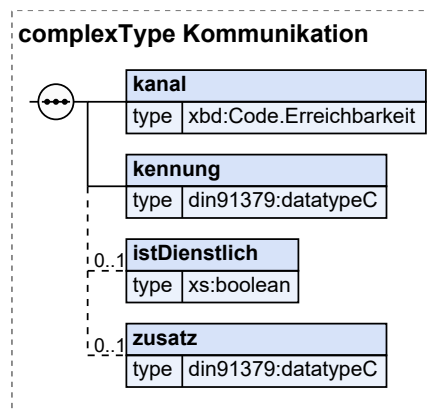 complexType Kommunikation
kanal
type xbd:Code.Erreichbarkeit
kennung
type din91379:datatypeC
0..1 istDienstlich
type xs:boolean
0..1 zusatz
type din91379:datatypeC